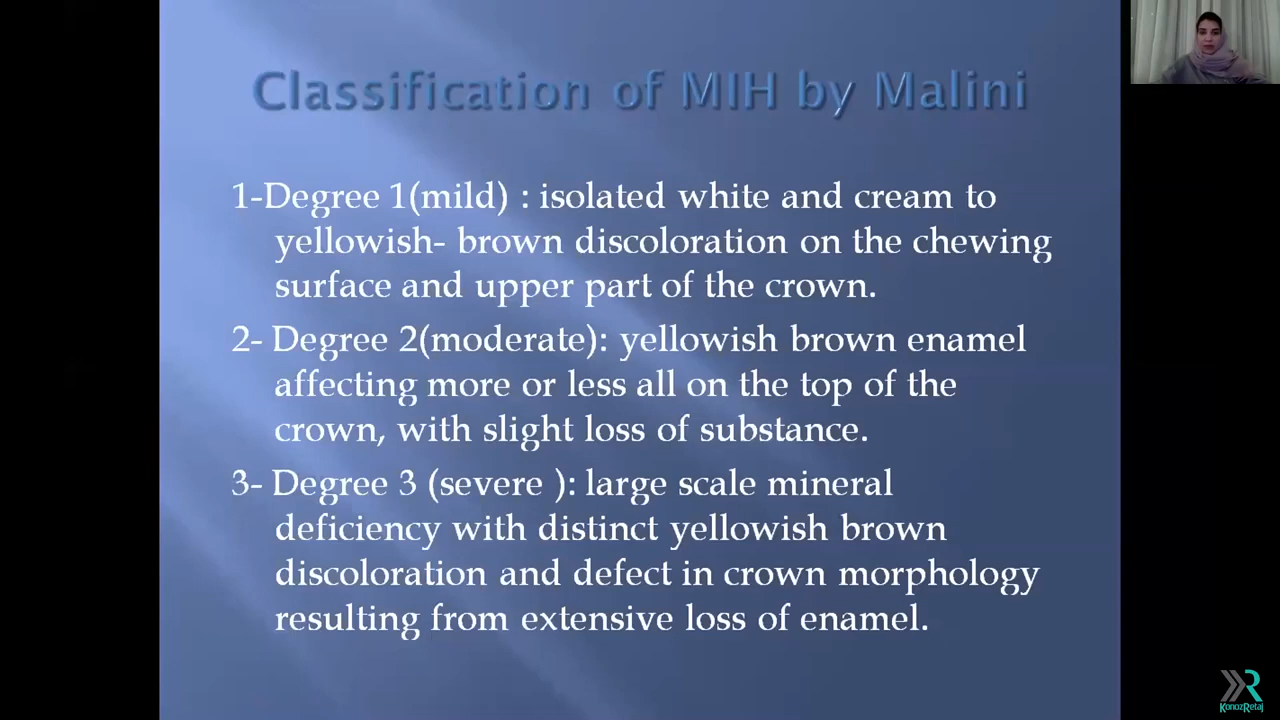 Classification of MIH by Malini
1-Degree 1(mild) : isolated white and cream to
yellowish- brown discoloration on the chewing
surface and upper part of the crown.
2- Degree 2(moderate): yellowish brown enamel
affecting more or less all on the top of the
crown, with slight loss of substance.
3- Degree 3 (severe ): large scale mineral
deficiency with distinct yellowish brown
discoloration and defect in crown morphology
resulting from extensive loss of enamel.
KonozRetaj